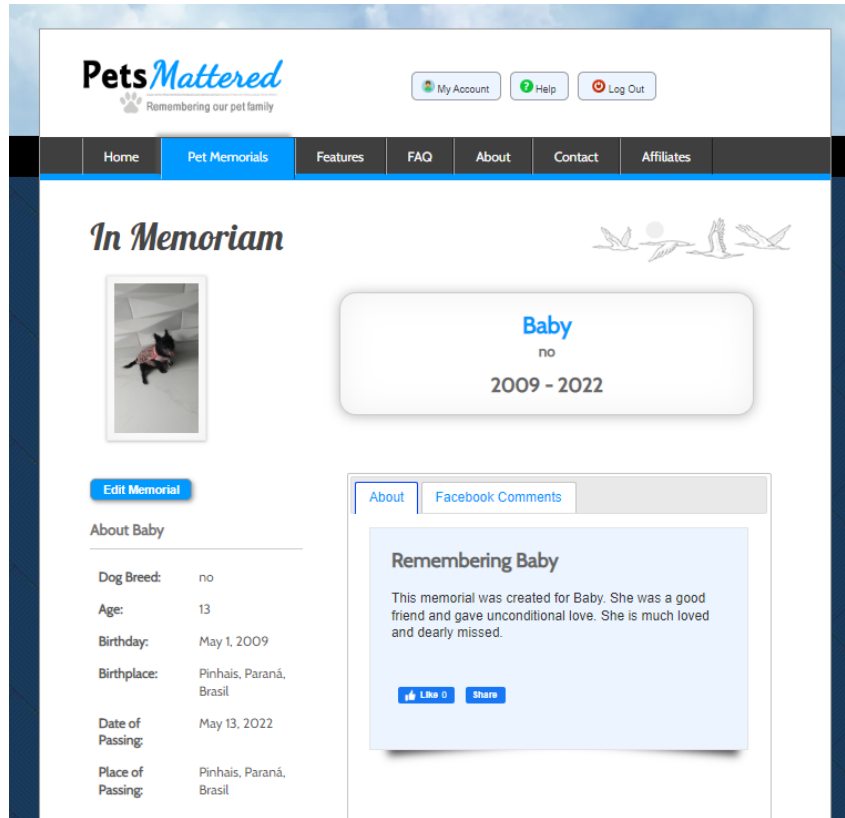 Pets Mattered
Remembering our pet family
My Account
Help
Log Out
Home
Pet Memorials
Features
FAQ
About
Contact
Affiliates
In Memoriam
Baby
no
2009 - 2022
Edit Memorial
About Baby
Dog Breed: no
Age: 13
Birthday: May 1, 2009
Birthplace: Pinhais, Paraná,
Brasil
Date of
Passing: May 13, 2022
Place of
Passing: Pinhais, Paraná,
Brasil
About
Facebook Comments
Remembering Baby
This memorial was created for Baby. She was a good
friend and gave unconditional love. She is much loved
and dearly missed.
Like 0
Share